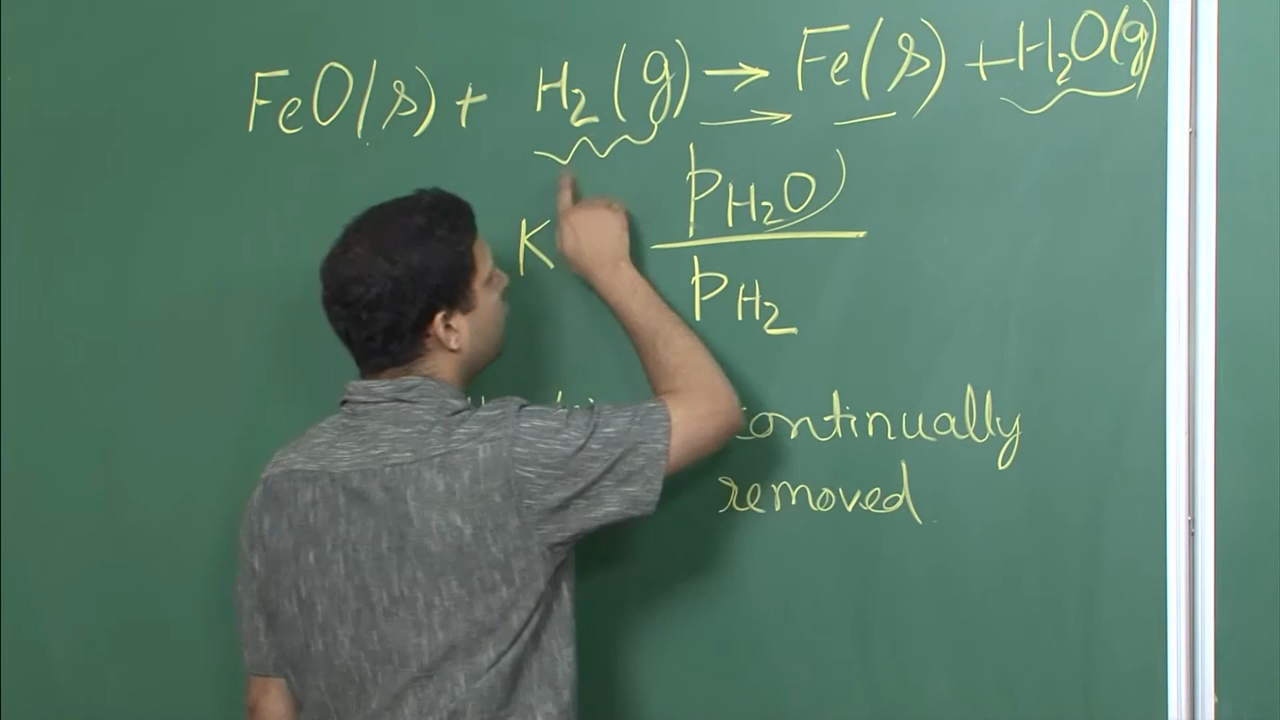 FeO(s) + H₂(g) → Fe(s) + H₂O(g)
K
pH₂O
pH₂
continually
removed